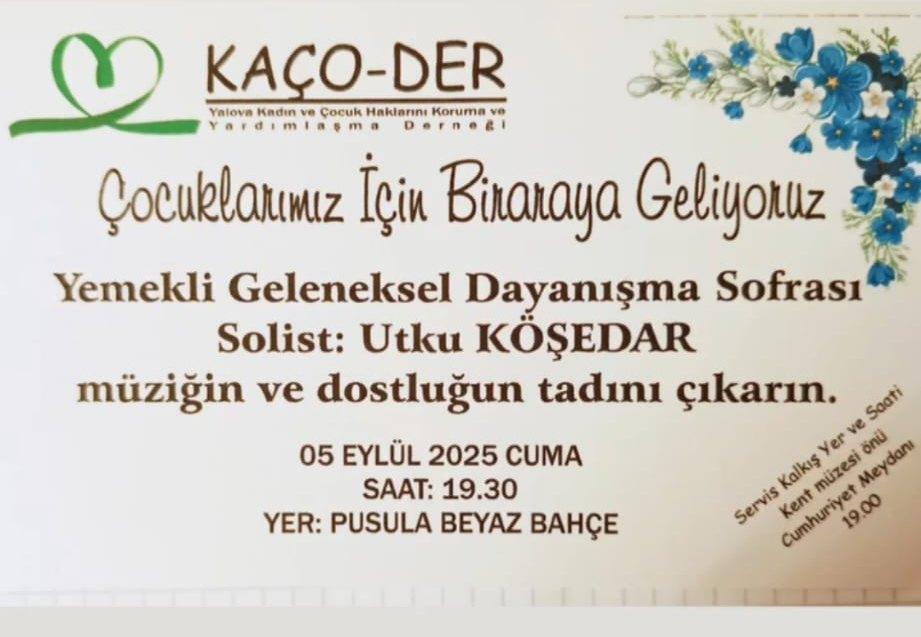 KAÇO-DER
Yalova Kadın ve Çocuk Haklarını Koruma ve
Yardımlaşma Derneği
Çocuklarımız İçin Biraraya Geliyoruz
Yemekli Geleneksel Dayanışma Sofrası
Solist: Utku KÖŞEDAR
müziğin ve dostluğun tadını çıkarın.
05 EYLÜL 2025 CUMA
SAAT: 19.30
YER: PUSULA BEYAZ BAHÇE
Servis Kalkış Yer ve Saati
Kent müzesi önü
Cumhuriyet Meydanı
19.00